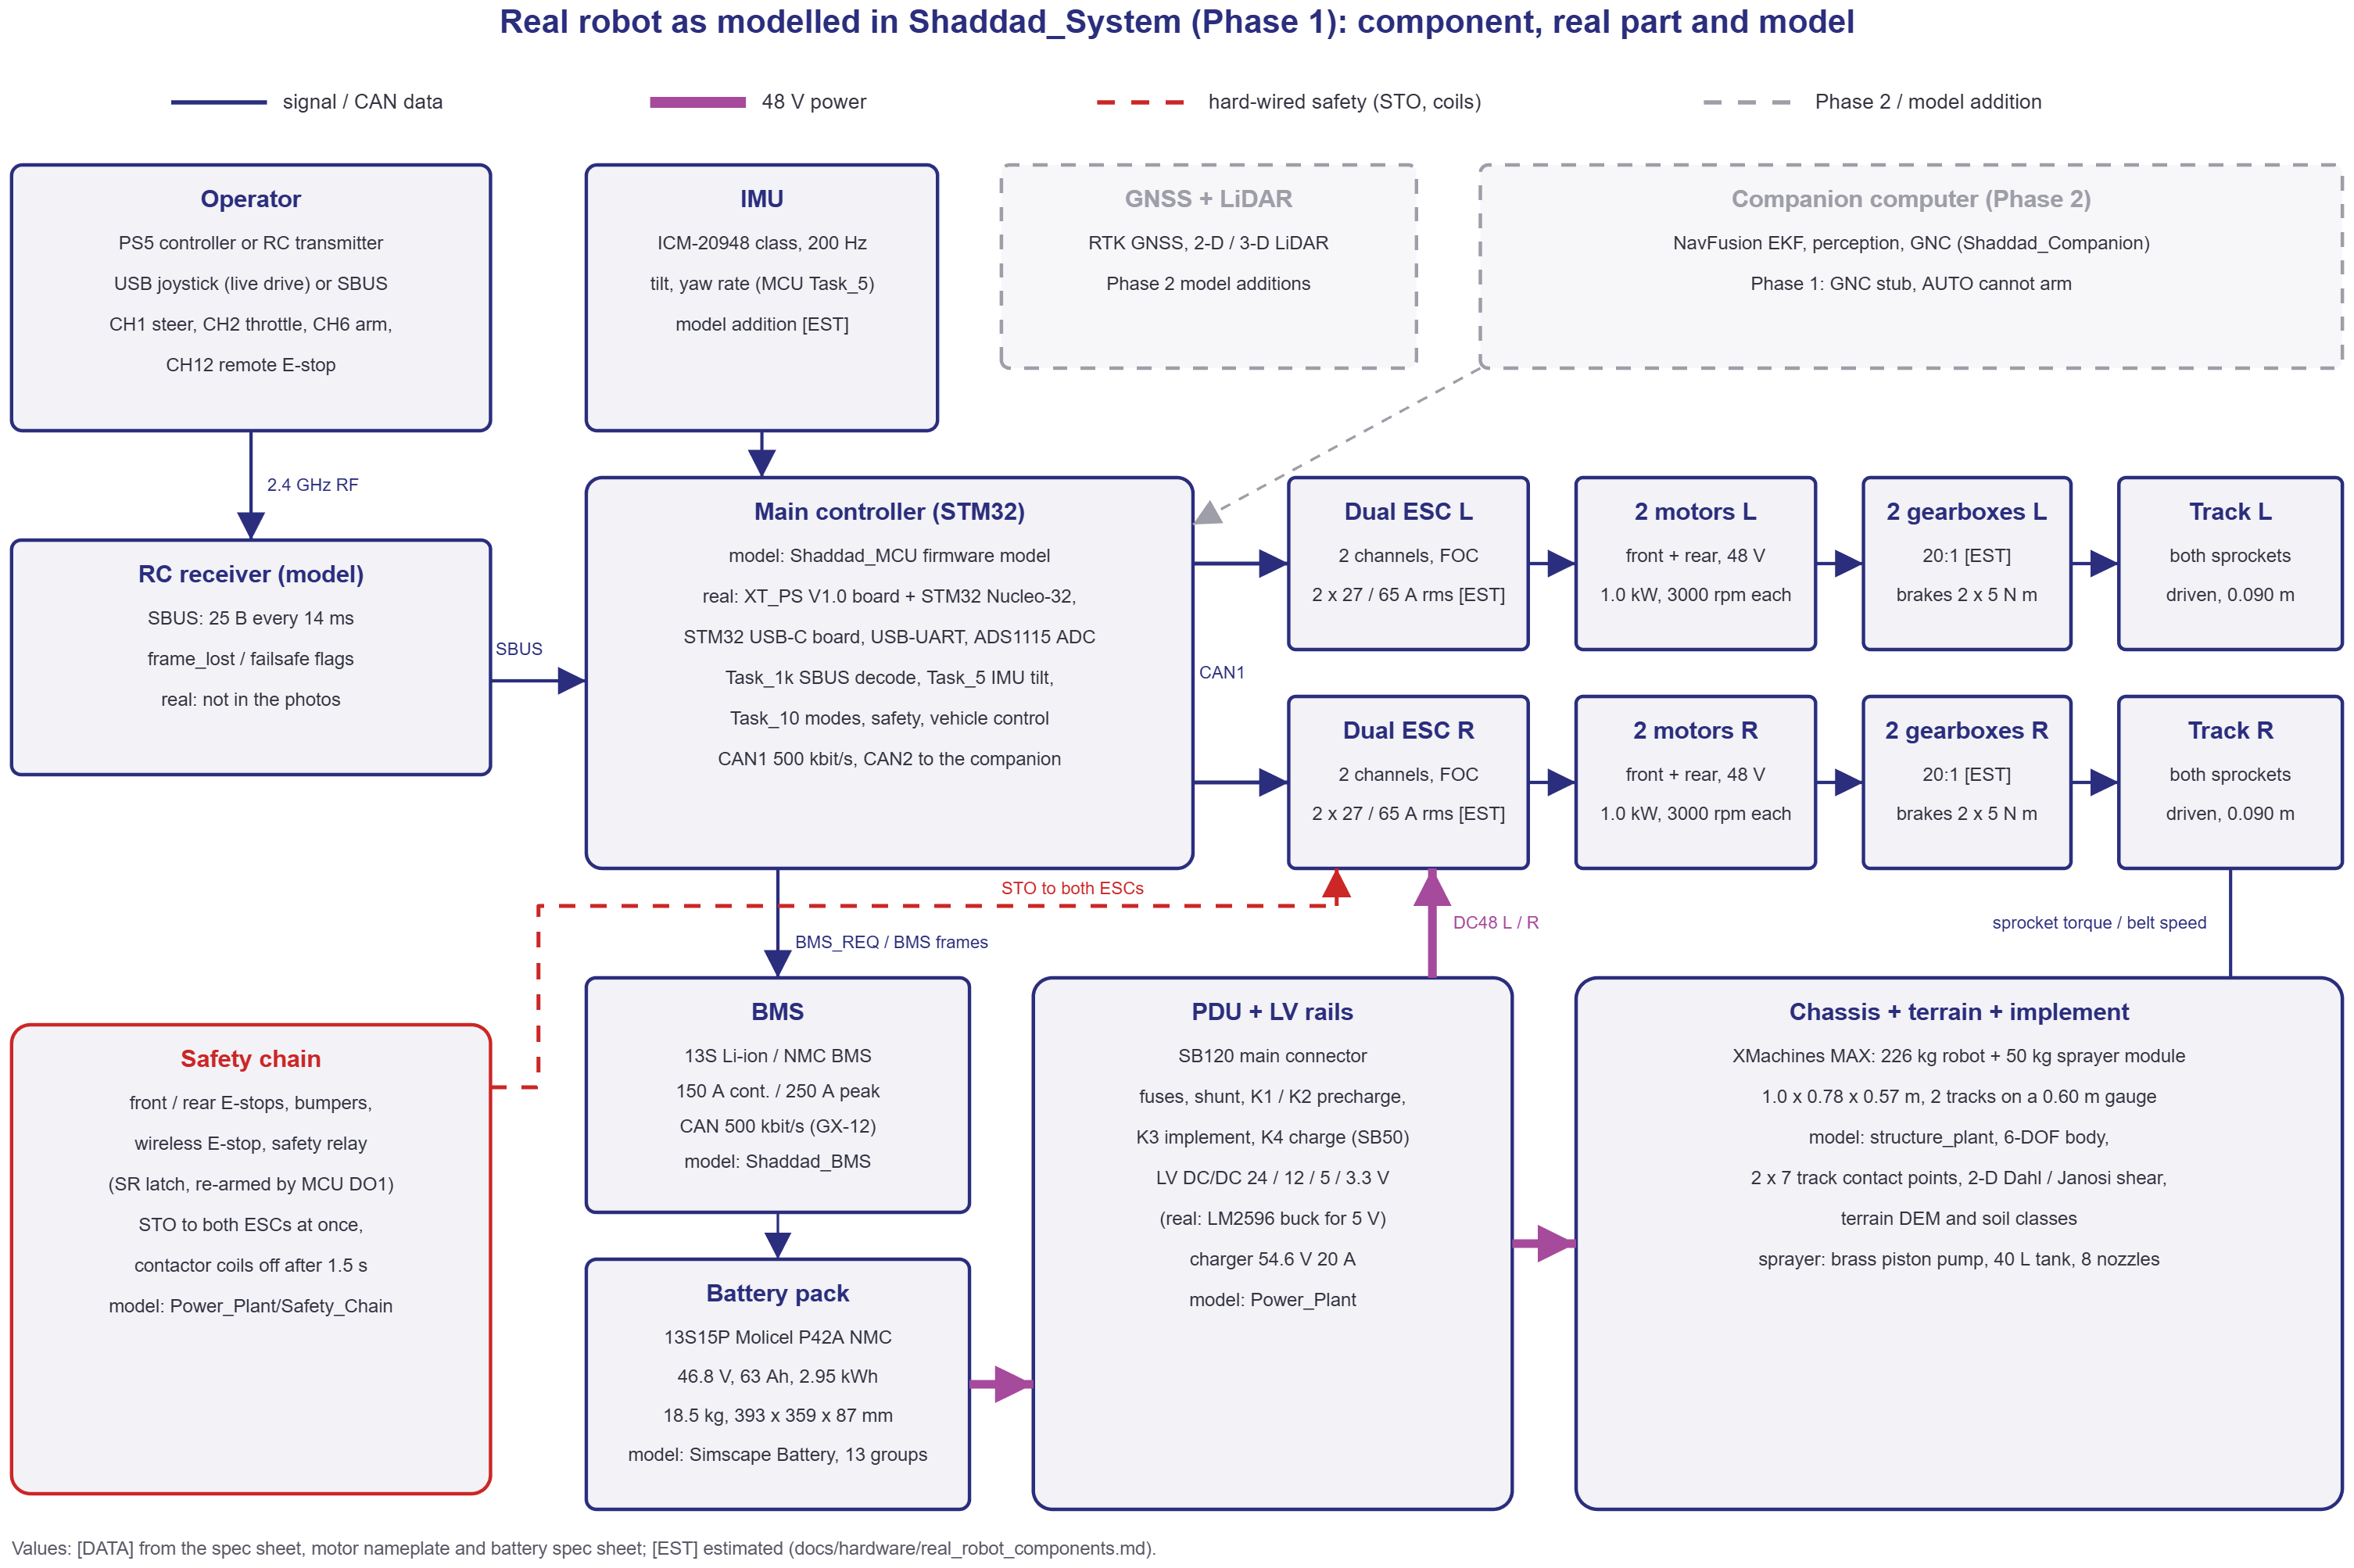 Real robot as modelled in Shaddad_System (Phase 1): component, real part and model
signal / CAN data
48 V power
hard-wired safety (STO, coils)
Phase 2 / model addition
Operator
PS5 controller or RC transmitter
USB joystick (live drive) or SBUS
CH1 steer, CH2 throttle, CH6 arm,
CH12 remote E-stop
IMU
ICM-20948 class, 200 Hz
tilt, yaw rate (MCU Task_5)
model addition [EST]
GNSS + LiDAR
RTK GNSS, 2-D / 3-D LiDAR
Phase 2 model additions
Companion computer (Phase 2)
NavFusion EKF, perception, GNC (Shaddad_Companion)
Phase 1: GNC stub, AUTO cannot arm
2.4 GHz RF
RC receiver (model)
SBUS: 25 B every 14 ms
frame_lost / failsafe flags
real: not in the photos
SBUS
Main controller (STM32)
model: Shaddad_MCU firmware model
real: XT_PS V1.0 board + STM32 Nucleo-32,
STM32 USB-C board, USB-UART, ADS1115 ADC
Task_1k SBUS decode, Task_5 IMU tilt,
Task_10 modes, safety, vehicle control
CAN1 500 kbit/s, CAN2 to the companion
CAN1
Dual ESC L
2 channels, FOC
2 x 27 / 65 A rms [EST]
2 motors L
front + rear, 48 V
1.0 kW, 3000 rpm each
2 gearboxes L
20:1 [EST]
brakes 2 x 5 N m
Track L
both sprockets
driven, 0.090 m
Dual ESC R
2 channels, FOC
2 x 27 / 65 A rms [EST]
2 motors R
front + rear, 48 V
1.0 kW, 3000 rpm each
2 gearboxes R
20:1 [EST]
brakes 2 x 5 N m
Track R
both sprockets
driven, 0.090 m
STO to both ESCs
BMS_REQ / BMS frames
DC48 L / R
sprocket torque / belt speed
Safety chain
front / rear E-stops, bumpers,
wireless E-stop, safety relay
(SR latch, re-armed by MCU DO1)
STO to both ESCs at once,
contactor coils off after 1.5 s
model: Power_Plant/Safety_Chain
BMS
13S Li-ion / NMC BMS
150 A cont. / 250 A peak
CAN 500 kbit/s (GX-12)
model: Shaddad_BMS
Battery pack
13S15P Molicel P42A NMC
46.8 V, 63 Ah, 2.95 kWh
18.5 kg, 393 x 359 x 87 mm
model: Simscape Battery, 13 groups
PDU + LV rails
SB120 main connector
fuses, shunt, K1 / K2 precharge,
K3 implement, K4 charge (SB50)
LV DC/DC 24 / 12 / 5 / 3.3 V
(real: LM2596 buck for 5 V)
charger 54.6 V 20 A
model: Power_Plant
Chassis + terrain + implement
XMachines MAX: 226 kg robot + 50 kg sprayer module
1.0 x 0.78 x 0.57 m, 2 tracks on a 0.60 m gauge
model: structure_plant, 6-DOF body,
2 x 7 track contact points, 2-D Dahl / Janosi shear,
terrain DEM and soil classes
sprayer: brass piston pump, 40 L tank, 8 nozzles
Values: [DATA] from the spec sheet, motor nameplate and battery spec sheet; [EST] estimated (docs/hardware/real_robot_components.md).